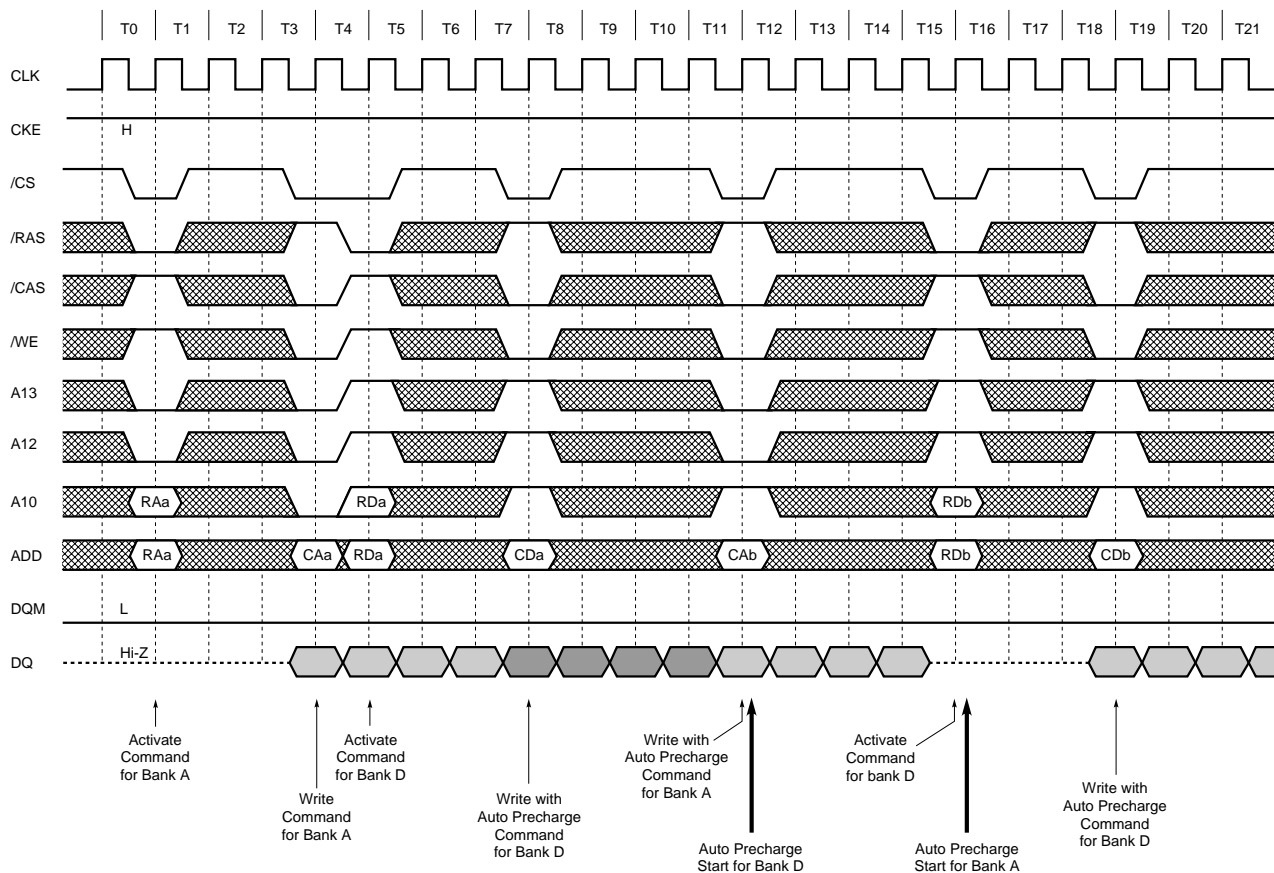 T0 T1 T2 T3 T4 T5 T6 T7 T8 T9 T10 T11 T12 T13 T14 T15 T16 T17 T18 T19 T20 T21
CLK
CKE H
/CS
/RAS
/CAS
/WE
A13
A12
A10 RAa RDa RDb
ADD RAa CAa RDa CDa CAb RDb CDb
DQM L
DQ Hi-Z
Activate
Command
for Bank A
Write
Command
for Bank A
Activate
Command
for Bank D
Write with
Auto Precharge
Command
for Bank D
Write with
Auto Precharge
Command
for Bank A
Auto Precharge
Start for Bank D
Activate
Command
for bank D
Auto Precharge
Start for Bank A
Write with
Auto Precharge
Command
for Bank D